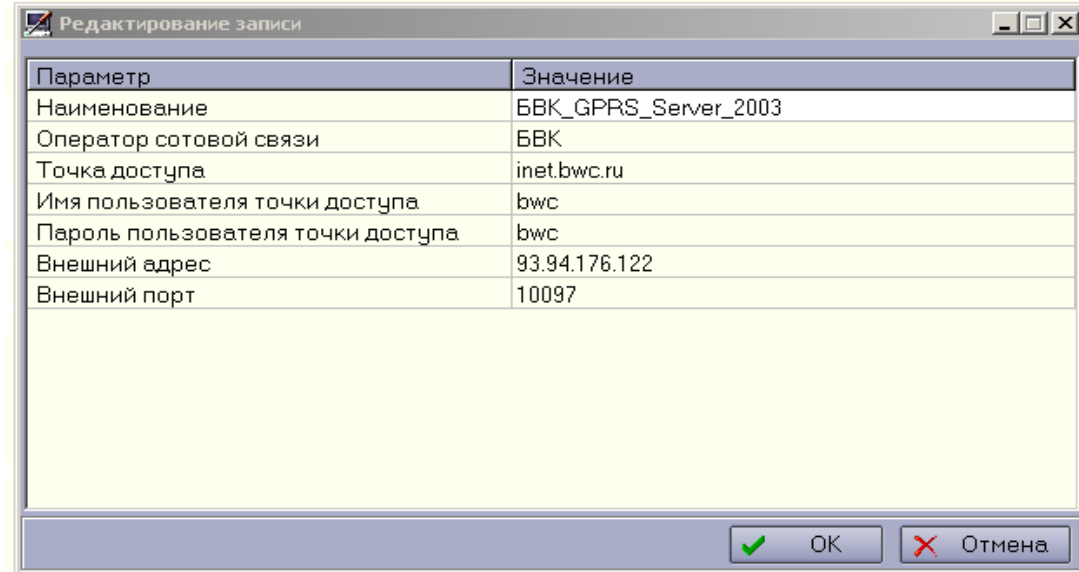 Редактирование записи
Параметр Значение
Наименование БВК_GPRS_Server_2003
Оператор сотовой связи БВК
Точка доступа inet.bwc.ru
Имя пользователя точки доступа bwc
Пароль пользователя точки доступа bwc
Внешний адрес 93.94.176.122
Внешний порт 10097
OK Отмена